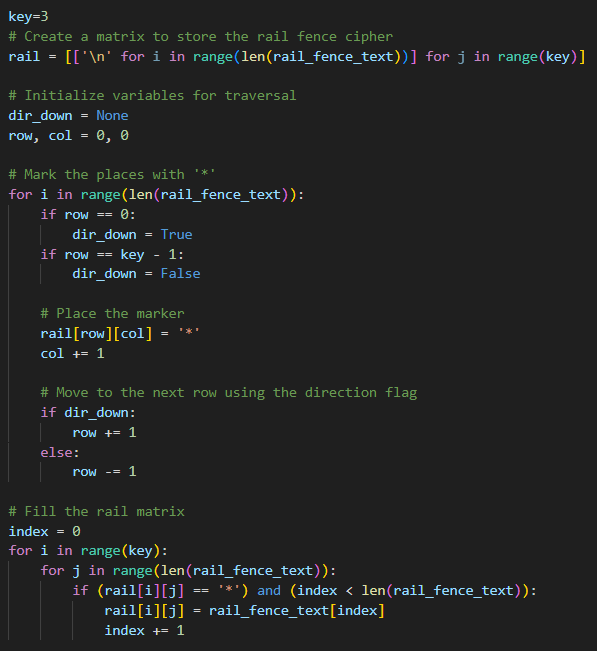 key=3
# Create a matrix to store the rail fence cipher
rail = [['\n' for i in range(len(rail_fence_text))] for j in range(key)]

# Initialize variables for traversal
dir_down = None
row, col = 0, 0

# Mark the places with '*'
for i in range(len(rail_fence_text)):
    if row == 0:
        dir_down = True
    if row == key - 1:
        dir_down = False

    # Place the marker
    rail[row][col] = '*'
    col += 1

    # Move to the next row using the direction flag
    if dir_down:
        row += 1
    else:
        row -= 1

# Fill the rail matrix
index = 0
for i in range(key):
    for j in range(len(rail_fence_text)):
        if (rail[i][j] == '*') and (index < len(rail_fence_text)):
            rail[i][j] = rail_fence_text[index]
            index += 1